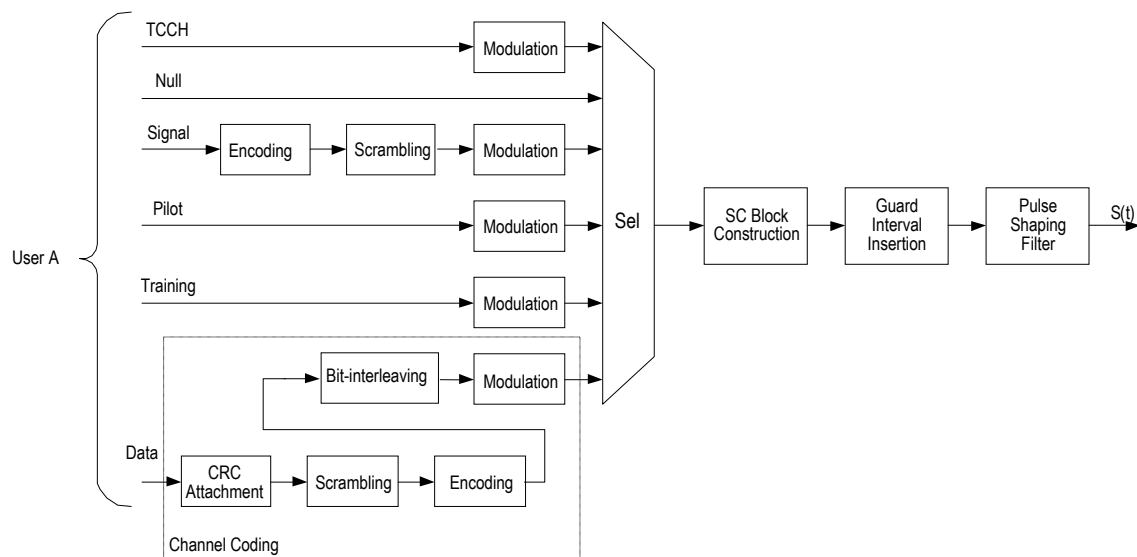 TCCH
Modulation
Null
Signal
Encoding
Scrambling
Modulation
Pilot
Modulation
Sel
SC Block
Construction
Guard
Interval
Insertion
Pulse
Shaping
Filter
S(t)
User A
Training
Modulation
Bit-interleaving
Modulation
Data
CRC
Attachment
Scrambling
Encoding
Channel Coding